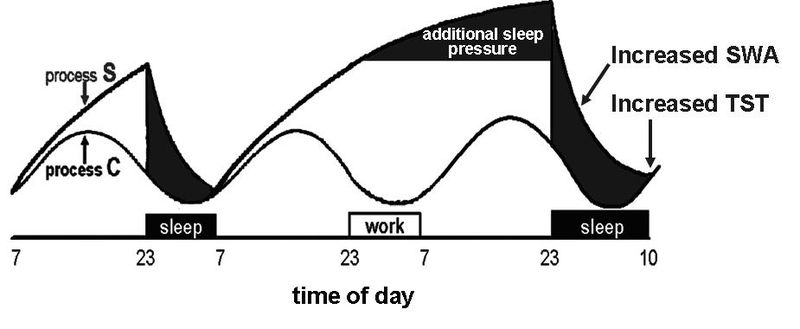 additional sleep
pressure
Increased SWA
process S
Increased TST
process C
sleep
work
sleep
7 23 7 23 7 23 10
time of day